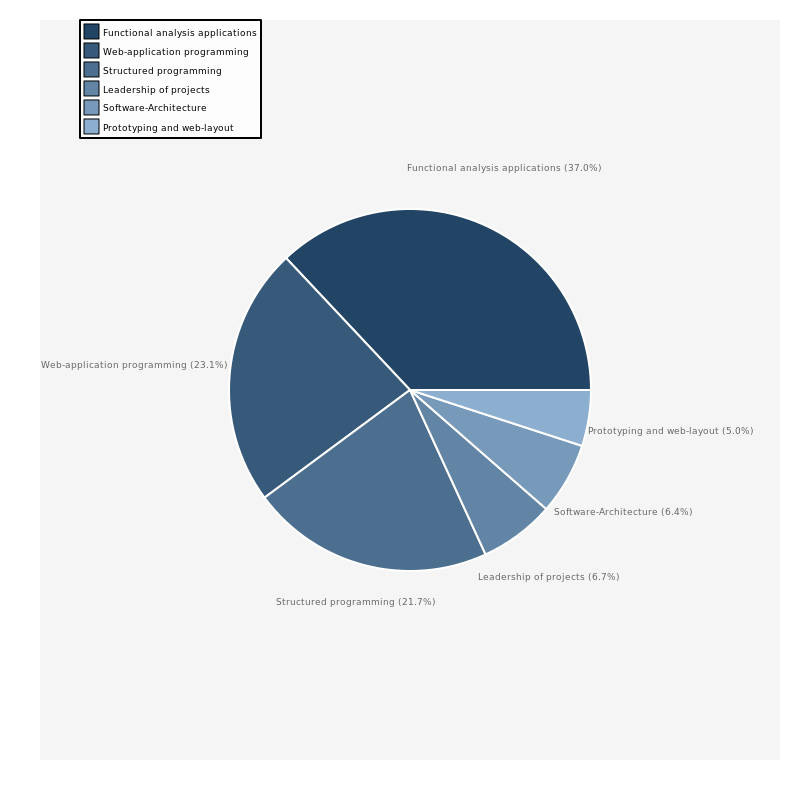 Functional analysis applications
Web-application programming
Structured programming
Leadership of projects
Software-Architecture
Prototyping and web-layout
Functional analysis applications (37.0%)
Web-application programming (23.1%)
Prototyping and web-layout (5.0%)
Software-Architecture (6.4%)
Leadership of projects (6.7%)
Structured programming (21.7%)